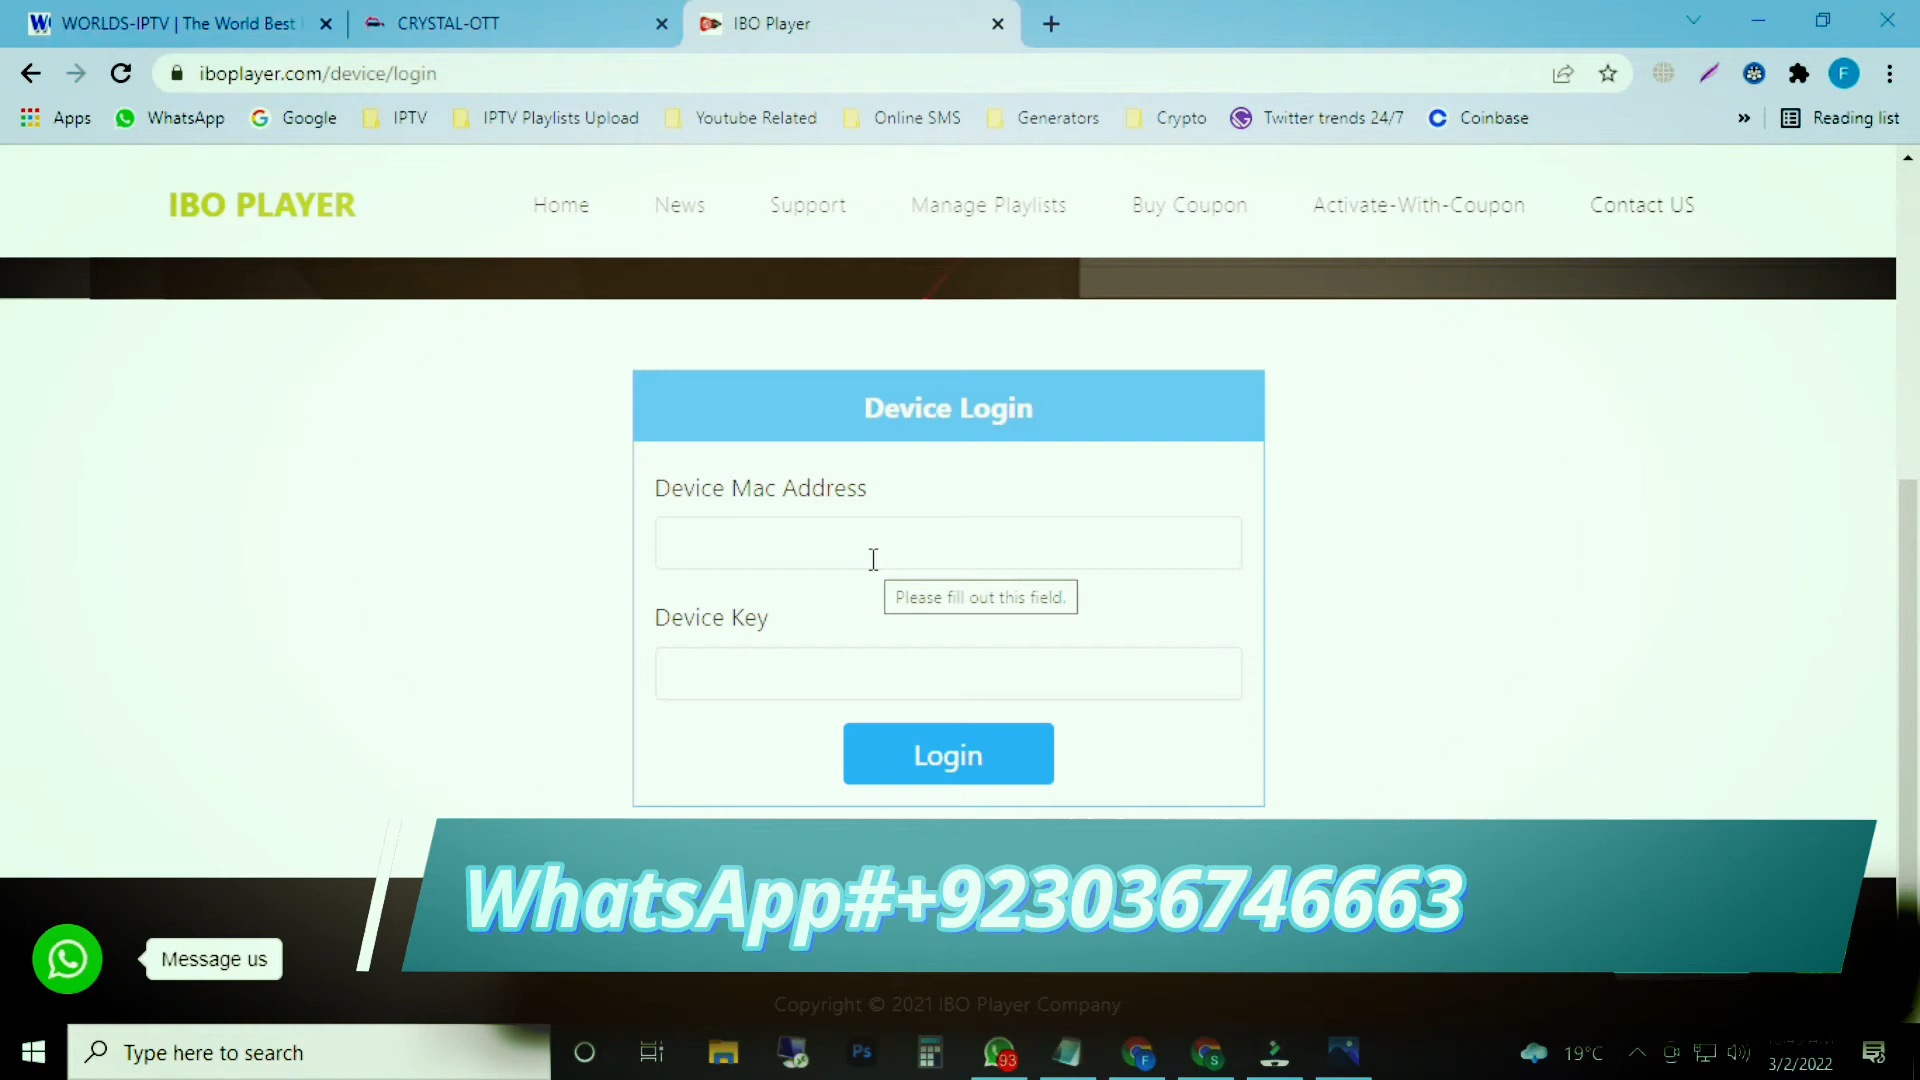 WORLDS-IPTV | The World Best
CRYSTAL-OTT
IBO Player
iboplayer.com/device/login
F
Apps
WhatsApp
Google
IPTV
IPTV Playlists Upload
Youtube Related
Online SMS
Generators
Crypto
Twitter trends 24/7
Coinbase
»
Reading list
IBO PLAYER
Home
News
Support
Manage Playlists
Buy Coupon
Activate-With-Coupon
Contact US
Device Login
Device Mac Address
Please fill out this field.
Device Key
Login
WhatsApp#+923036746663
Message us
Copyright © 2021 IBO Player Company
Type here to search
Ps
93
F
S
19°C
3/2/2022